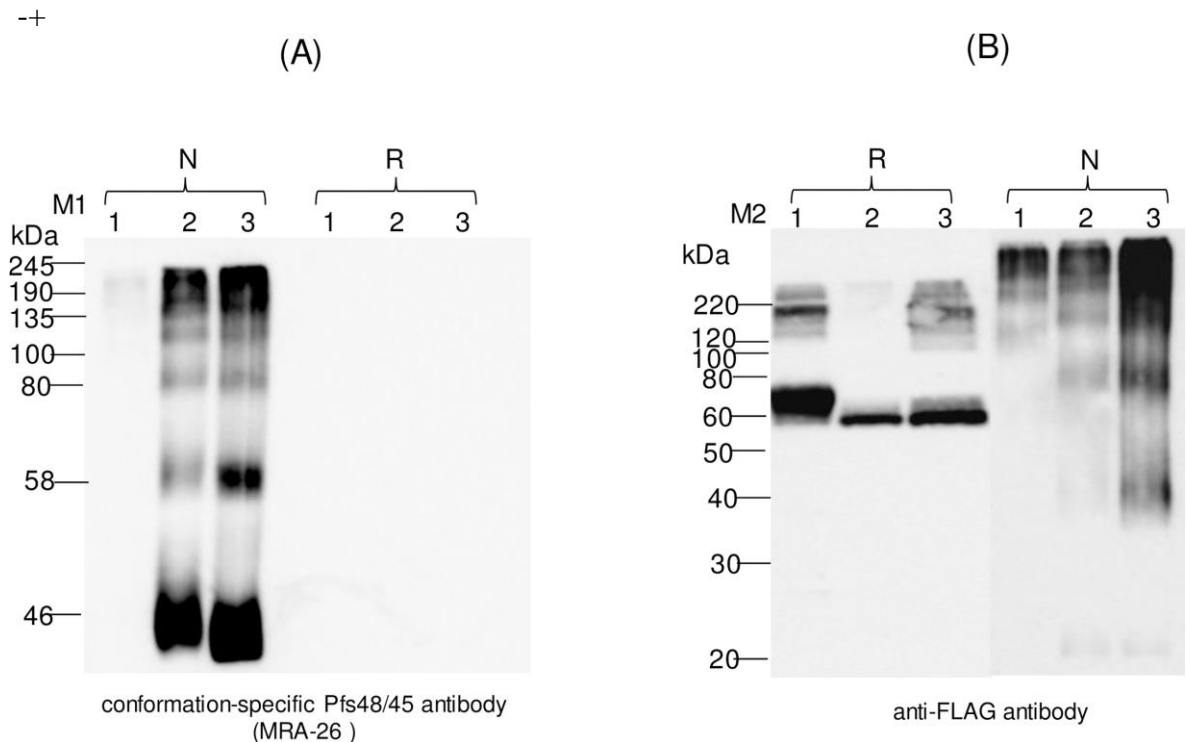 -+
(A)
(B)
N R
M1 1 2 3 1 2 3
kDa
245
190
135
100
80
58
46
conformation-specific Pfs48/45 antibody
(MRA-26 )
R N
M2 1 2 3 1 2 3
kDa
220
120
100
80
60
50
40
30
20
anti-FLAG antibody